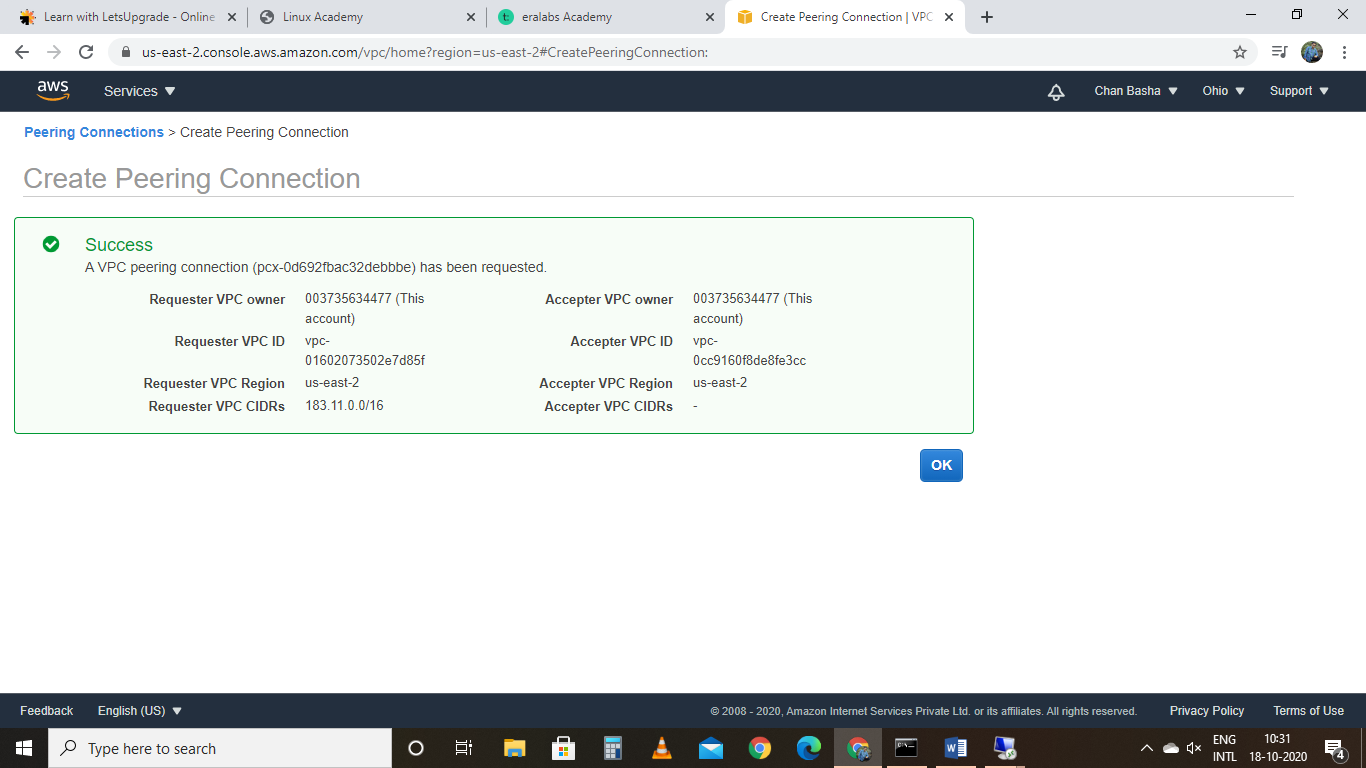 Learn with LetsUpgrade - Online
Linux Academy
eralabs Academy
Create Peering Connection | VPC
us-east-2.console.aws.amazon.com/vpc/home?region=us-east-2#CreatePeeringConnection:
aws
Services
Chan Basha
Ohio
Support
Peering Connections > Create Peering Connection
Create Peering Connection
Success
A VPC peering connection (pcx-0d692fbac32debbbe) has been requested.
Requester VPC owner 003735634477 (This account)
Accepter VPC owner 003735634477 (This account)
Requester VPC ID vpc-01602073502e7d85f
Accepter VPC ID vpc-0cc9160f8de8fe3cc
Requester VPC Region us-east-2
Accepter VPC Region us-east-2
Requester VPC CIDRs 183.11.0.0/16
Accepter VPC CIDRs -
OK
Feedback
English (US)
© 2008 - 2020, Amazon Internet Services Private Ltd. or its affiliates. All rights reserved.
Privacy Policy
Terms of Use
Type here to search
ENG
INTL
10:31
18-10-2020
4